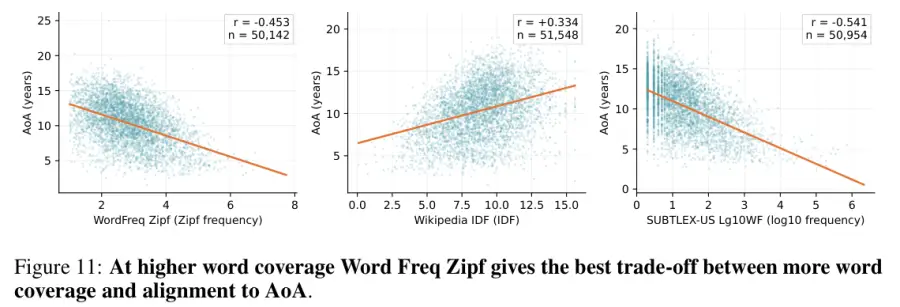 r = -0.453
n = 50,142
25
20
15
10
5
AoA (years)
2 4 6 8
WordFreq Zipf (Zipf frequency)
r = +0.334
n = 51,548
20
15
10
5
AoA (years)
0.0 2.5 5.0 7.5 10.0 12.5 15.0
Wikipedia IDF (IDF)
r = -0.541
n = 50,954
20
15
10
5
0
AoA (years)
0 1 2 3 4 5 6
SUBTLEX-US Lg10WF (log10 frequency)
Figure 11: At higher word coverage Word Freq Zipf gives the best trade-off between more word
coverage and alignment to AoA.